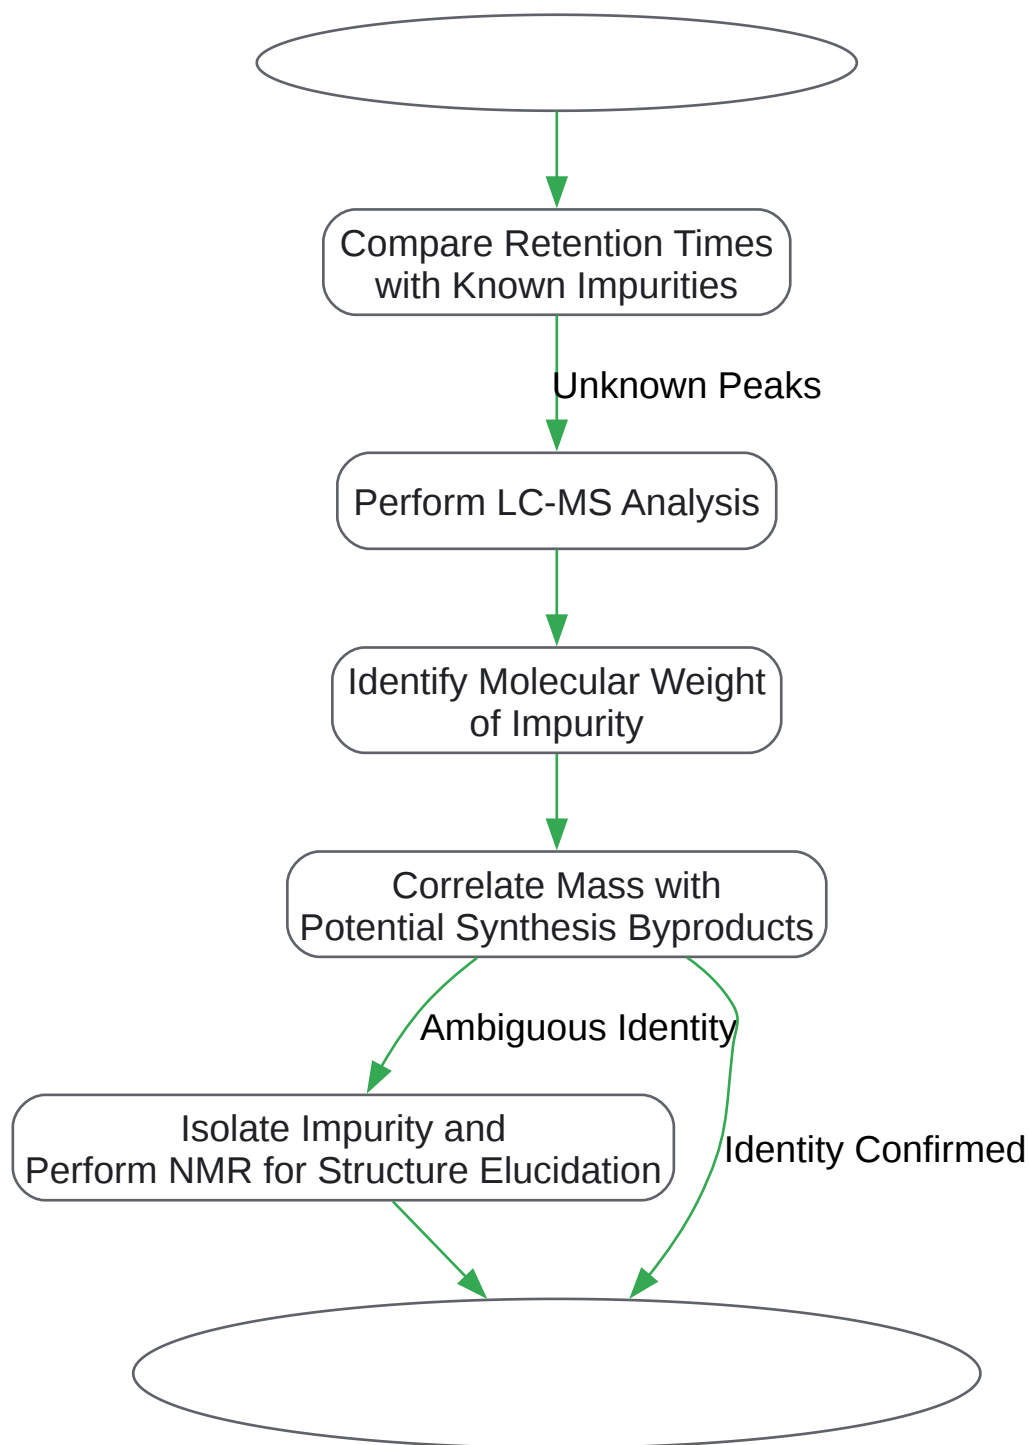 Compare Retention Times
with Known Impurities
Unknown Peaks
Perform LC-MS Analysis
Identify Molecular Weight
of Impurity
Correlate Mass with
Potential Synthesis Byproducts
Ambiguous Identity
Isolate Impurity and
Perform NMR for Structure Elucidation
Identity Confirmed